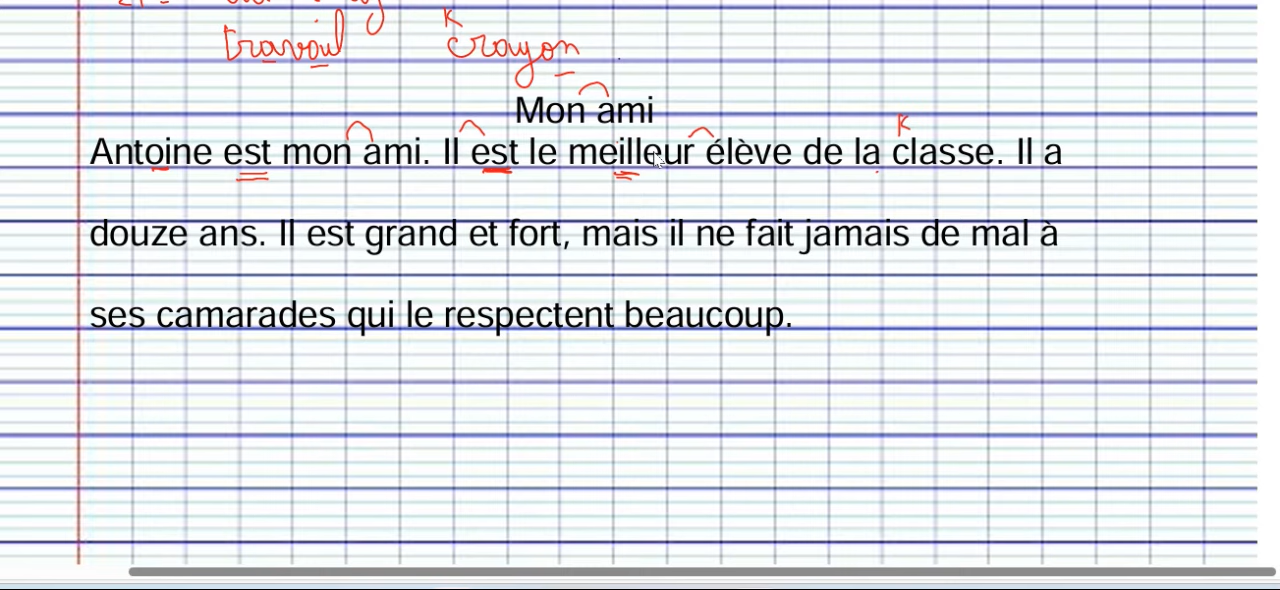 K
travail crayon
Mon ami
K
Antoine est mon ami. Il est le meilleur élève de la classe. Il a
douze ans. Il est grand et fort, mais il ne fait jamais de mal à
ses camarades qui le respectent beaucoup.